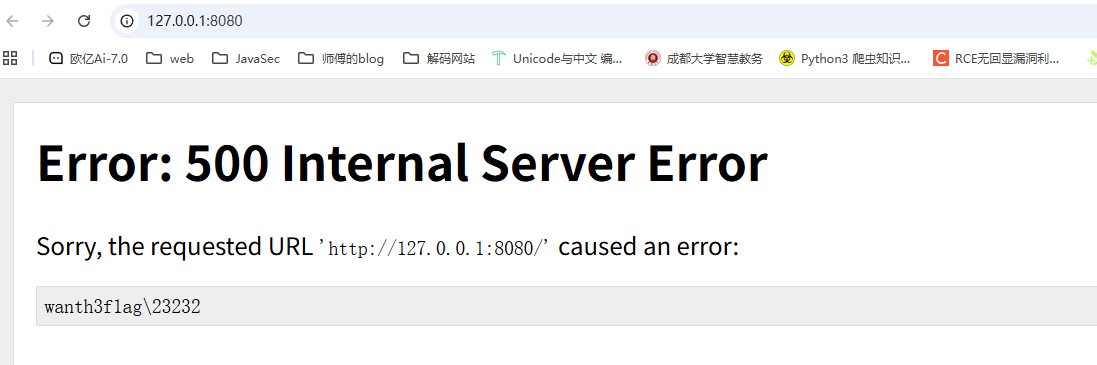 127.0.0.1:8080
欧亿Ai-7.0 web JavaSec 师傅的blog 解码网站 Unicode与中文 编... 成都大学智慧教务 Python3 爬虫知识... RCE无回显漏洞利...
Error: 500 Internal Server Error
Sorry, the requested URL 'http://127.0.0.1:8080/' caused an error:
wanth3flag\23232